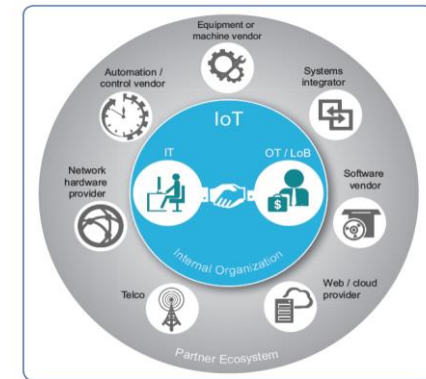 Equipment or
machine vendor
Automation /
control vendor
Systems
integrator
IoT
IT
OT / LoB
$
Network
hardware
provider
Software
vendor
Internal Organization
Telco
Web / cloud
provider
Partner Ecosystem